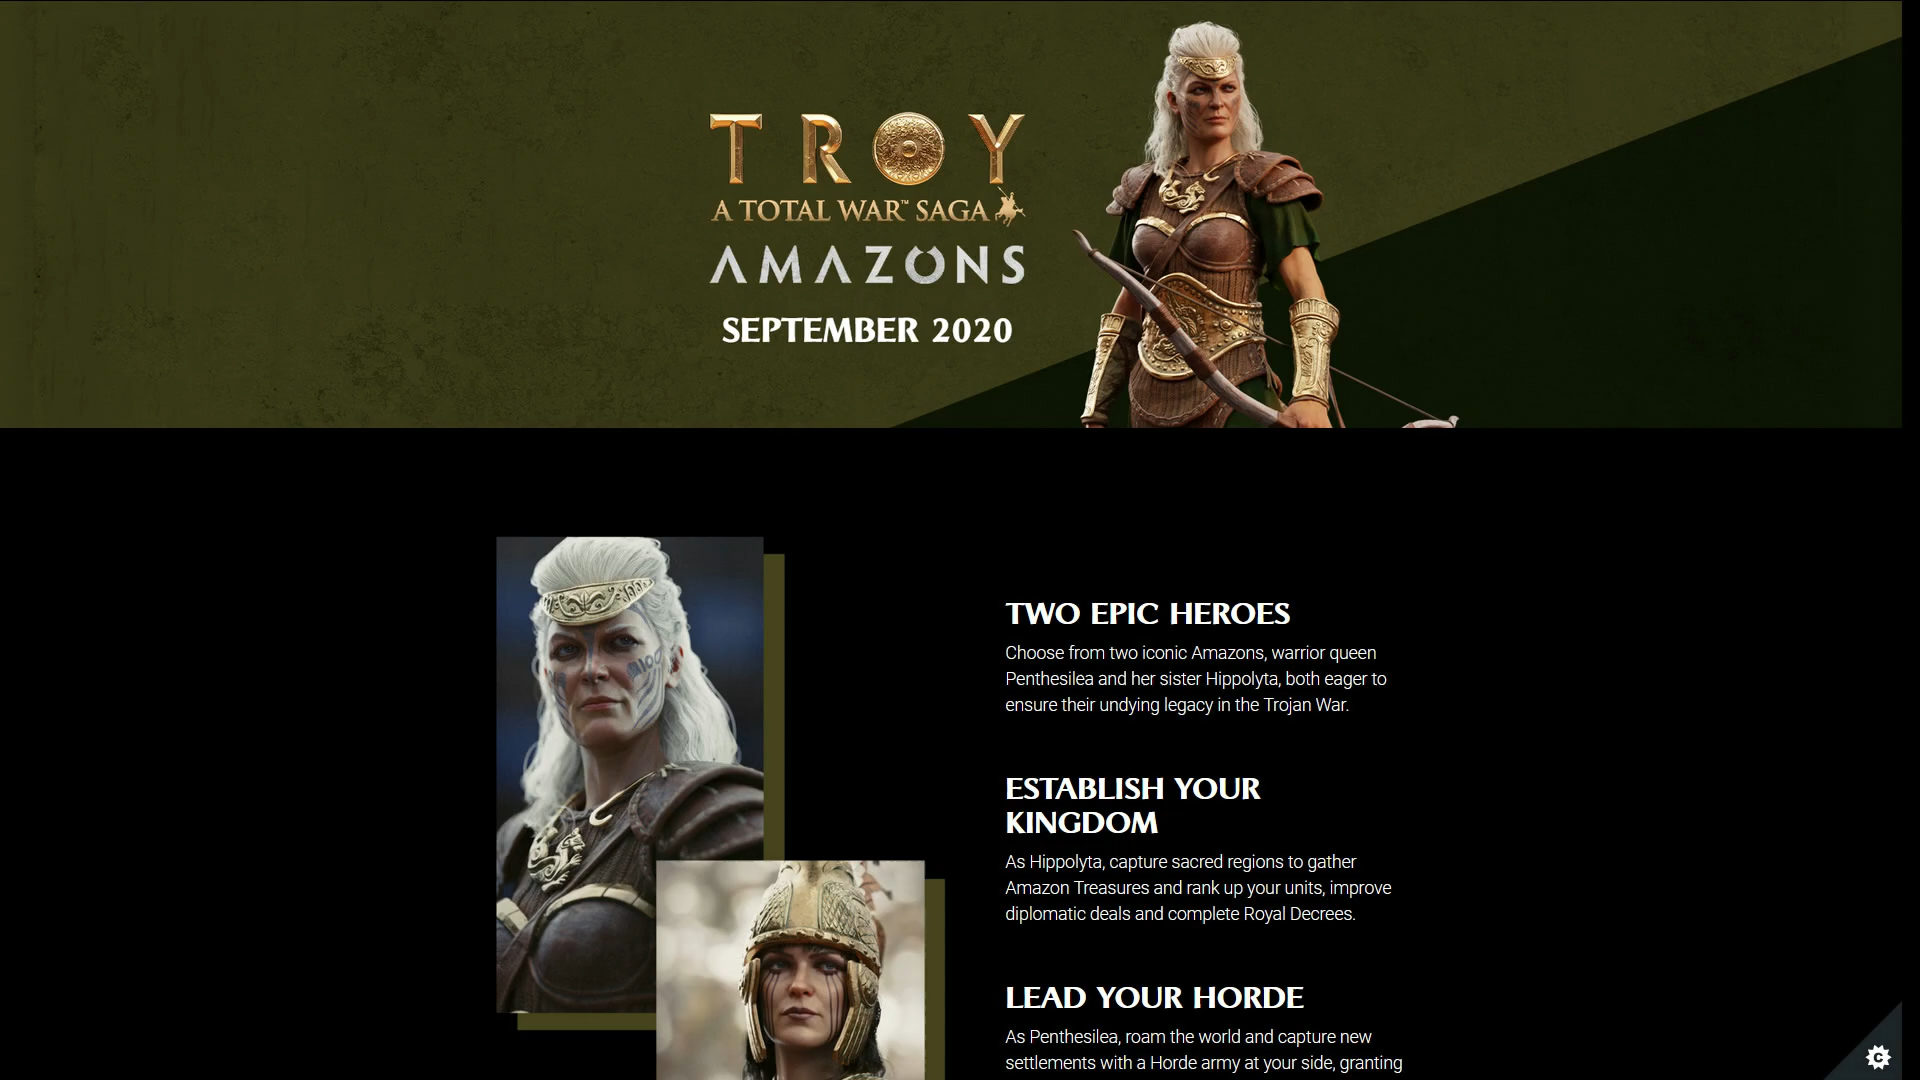 TROY
A TOTAL WAR™ SAGA
AMAZONS
SEPTEMBER 2020
TWO EPIC HEROES
Choose from two iconic Amazons, warrior queen
Penthesilea and her sister Hippolyta, both eager to
ensure their undying legacy in the Trojan War.
ESTABLISH YOUR
KINGDOM
As Hippolyta, capture sacred regions to gather
Amazon Treasures and rank up your units, improve
diplomatic deals and complete Royal Decrees.
LEAD YOUR HORDE
As Penthesilea, roam the world and capture new
settlements with a Horde army at your side, granting